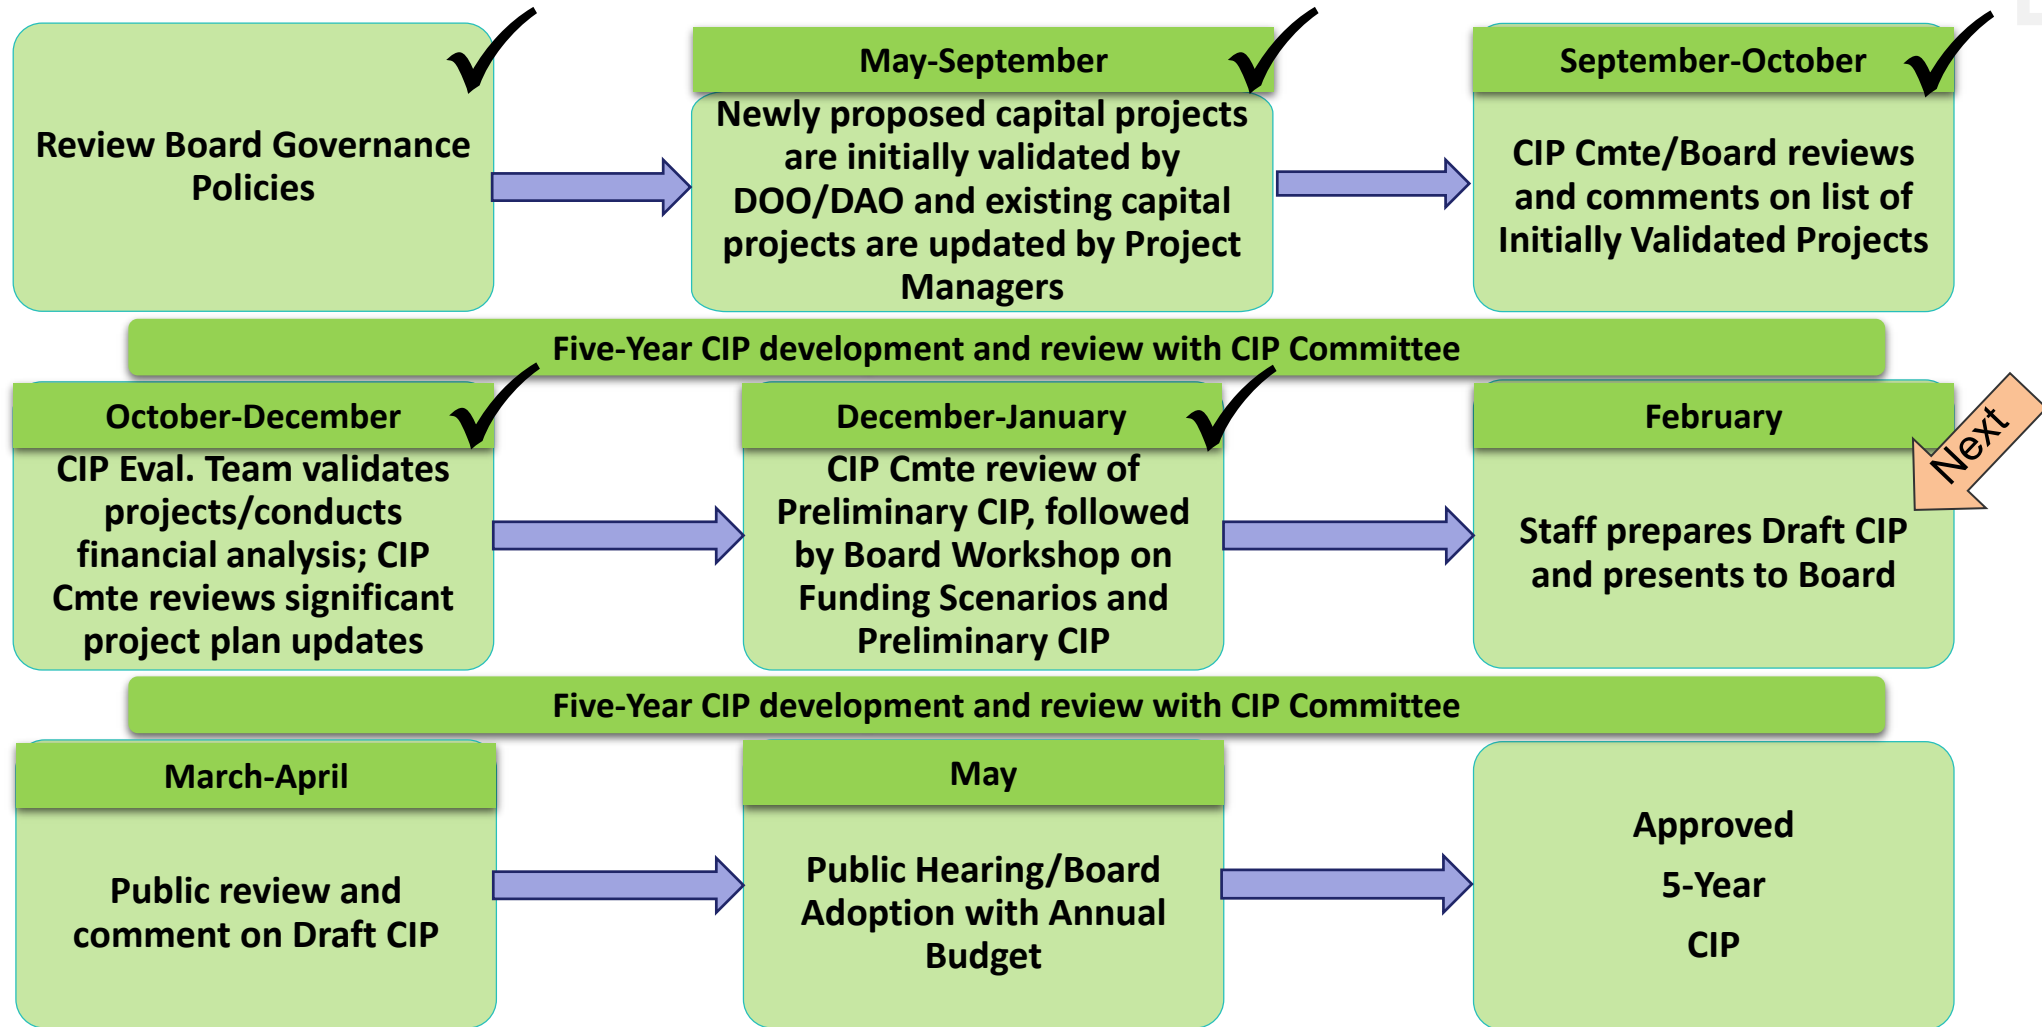 Review Board Governance
Policies
May-September
Newly proposed capital projects
are initially validated by
DOO/DAO and existing capital
projects are updated by Project
Managers
September-October
CIP Cmte/Board reviews
and comments on list of
Initially Validated Projects
Five-Year CIP development and review with CIP Committee
October-December
CIP Eval. Team validates
projects/conducts
financial analysis; CIP
Cmte reviews significant
project plan updates
December-January
CIP Cmte review of
Preliminary CIP, followed
by Board Workshop on
Funding Scenarios and
Preliminary CIP
February
Next
Staff prepares Draft CIP
and presents to Board
Five-Year CIP development and review with CIP Committee
March-April
Public review and
comment on Draft CIP
May
Public Hearing/Board
Adoption with Annual
Budget
Approved
5-Year
CIP